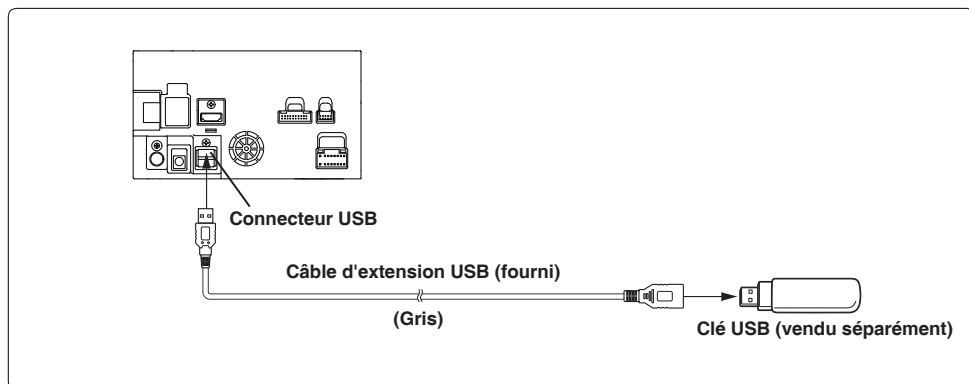 Connecteur USB
Câble d'extension USB (fourni)
(Gris)
Clé USB (vendu séparément)